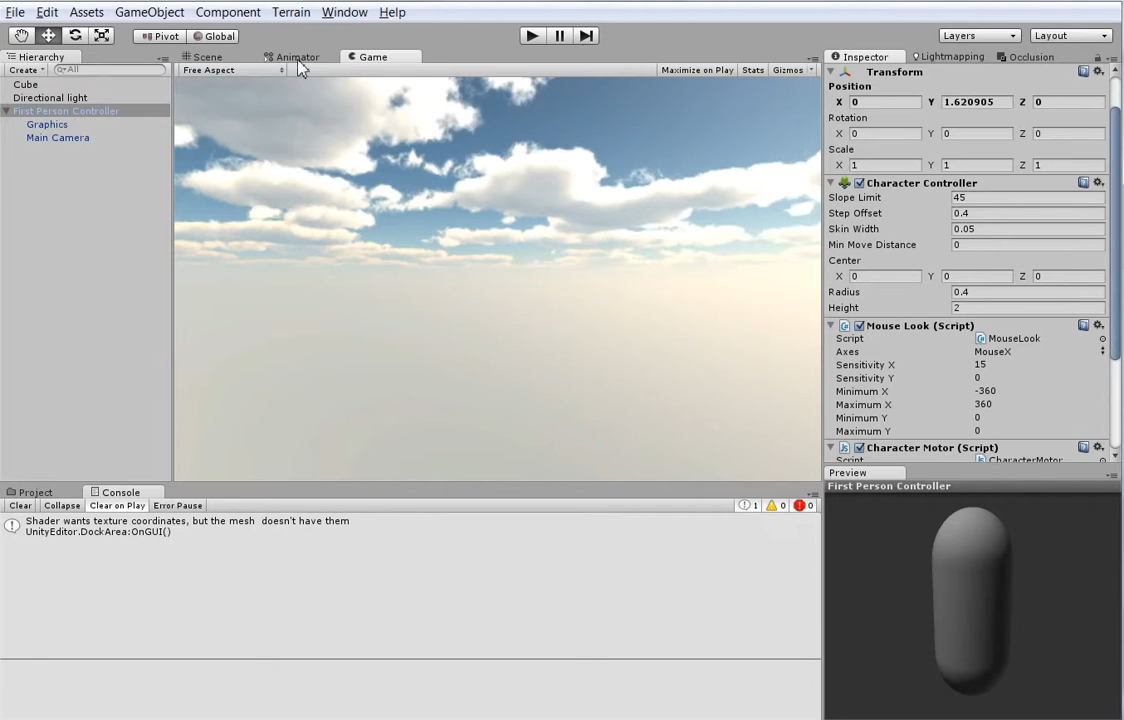 File Edit Assets GameObject Component Terrain Window Help
Pivot Global Layers Layout
Hierarchy Scene Animator Game Inspector Lightmapping Occlusion
Create All Free Aspect Maximize on Play Stats Gizmos
Cube
Directional light
First Person Controller
Graphics
Main Camera
Transform
Position
X 0 Y 1.620905 Z 0
Rotation
X 0 Y 0 Z 0
Scale
X 1 Y 1 Z 1
Character Controller
Slope Limit 45
Step Offset 0.4
Skin Width 0.05
Min Move Distance 0
Center
X 0 Y 0 Z 0
Radius 0.4
Height 2
Mouse Look (Script)
Script MouseLook
Axes MouseX
Sensitivity X 15
Sensitivity Y 0
Minimum X -360
Maximum X 360
Minimum Y 0
Maximum Y 0
Character Motor (Script)
Script CharacterMotor
Preview
First Person Controller
Project Console
Clear Collapse Clear on Play Error Pause 1 0 0
Shader wants texture coordinates, but the mesh  doesn't have them
UnityEditor.DockArea:OnGUI()